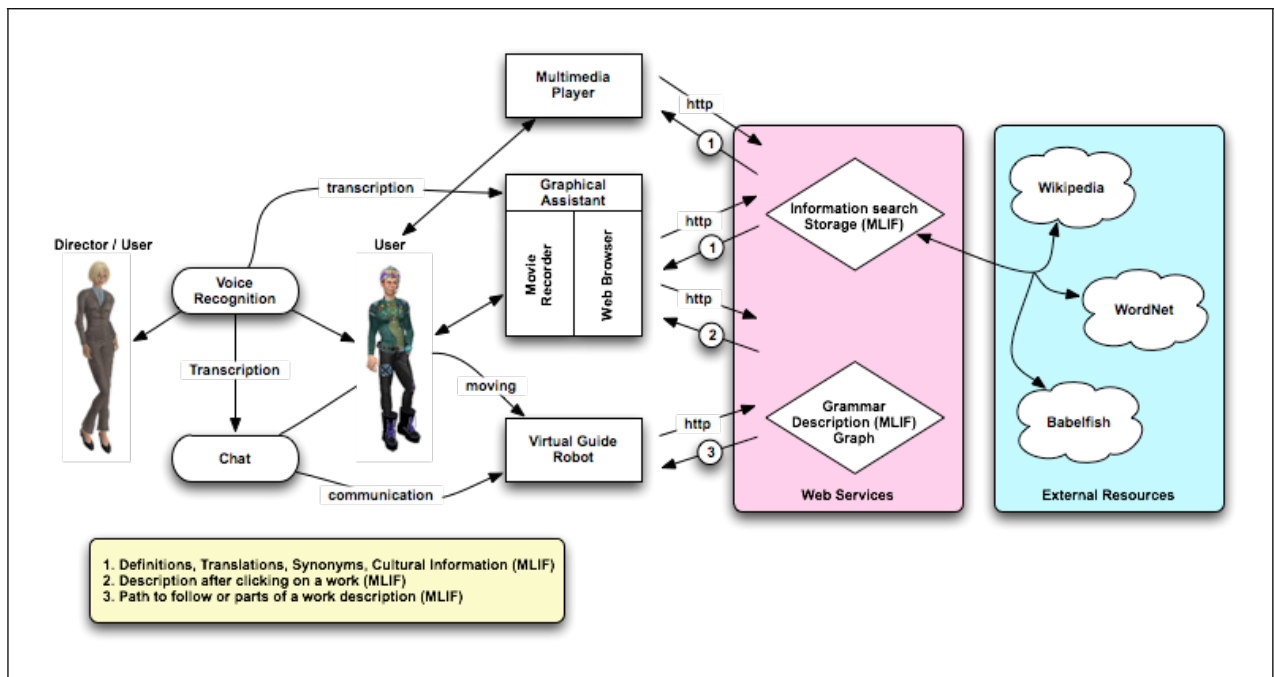 Multimedia
Player
http
1
transcription
Graphical
Assistant
Movie
Recorder
Web Browser
http
1
http
2
Director / User
User
Voice
Recognition
Transcription
Chat
moving
communication
Virtual Guide
Robot
http
3
Information search
Storage (MLIF)
Grammar
Description (MLIF)
Graph
Web Services
Wikipedia
WordNet
Babelfish
External Resources
1. Definitions, Translations, Synonyms, Cultural Information (MLIF)
2. Description after clicking on a work (MLIF)
3. Path to follow or parts of a work description (MLIF)